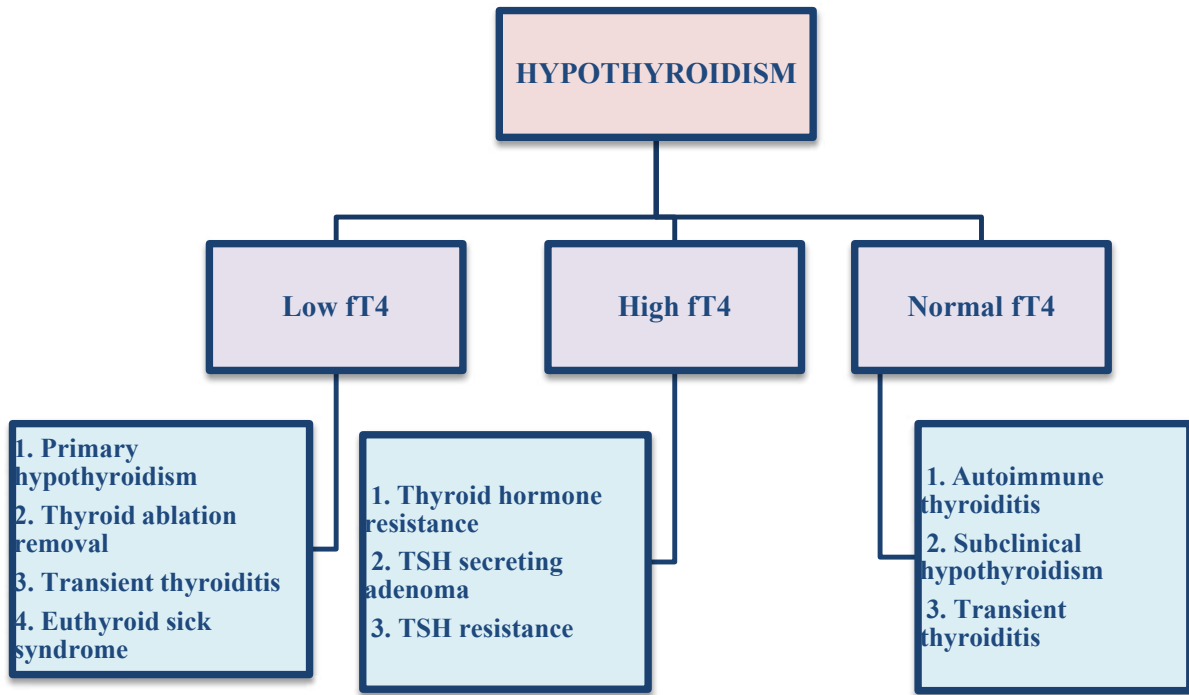 HYPOTHYROIDISM
Low fT4
High fT4
Normal fT4
1. Primary
hypothyroidism
2. Thyroid ablation
removal
3. Transient thyroiditis
4. Euthyroid sick
syndrome
1. Thyroid hormone
resistance
2. TSH secreting
adenoma
3. TSH resistance
1. Autoimmune
thyroiditis
2. Subclinical
hypothyroidism
3. Transient
thyroiditis